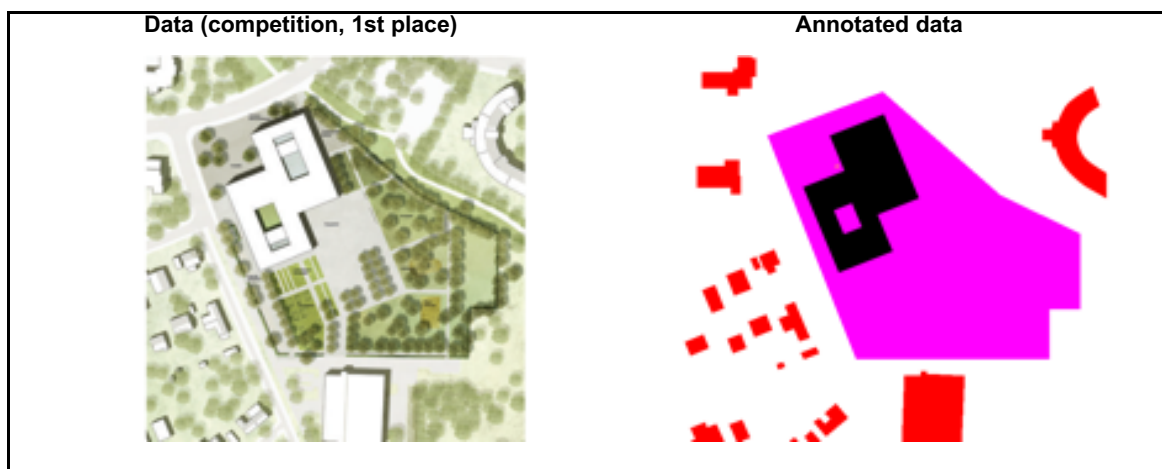 Data (competition, 1st place)
Annotated data